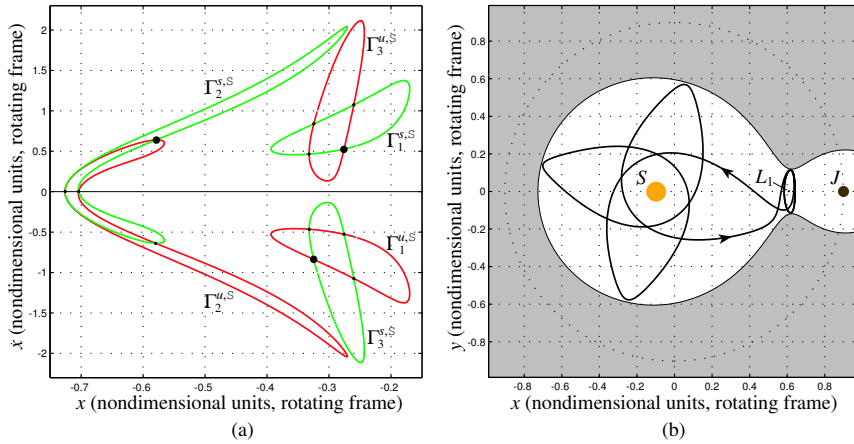 (a)
2
1.5
1
0.5
0
-0.5
-1
-1.5
-2
-0.7
-0.6
-0.5
-0.4
-0.3
-0.2
ẋ (nondimensional units, rotating frame)
x (nondimensional units, rotating frame)
Γ₃ᵘ,𝕊
Γ₂ˢ,𝕊
Γ₁ˢ,𝕊
Γ₁ᵘ,𝕊
Γ₂ᵘ,𝕊
Γ₃ˢ,𝕊
(a)
(b)
0.8
0.6
0.4
0.2
0
-0.2
-0.4
-0.6
-0.8
-0.8
-0.6
-0.4
-0.2
0
0.2
0.4
0.6
0.8
y (nondimensional units, rotating frame)
x (nondimensional units, rotating frame)
S
L₁
J
(b)